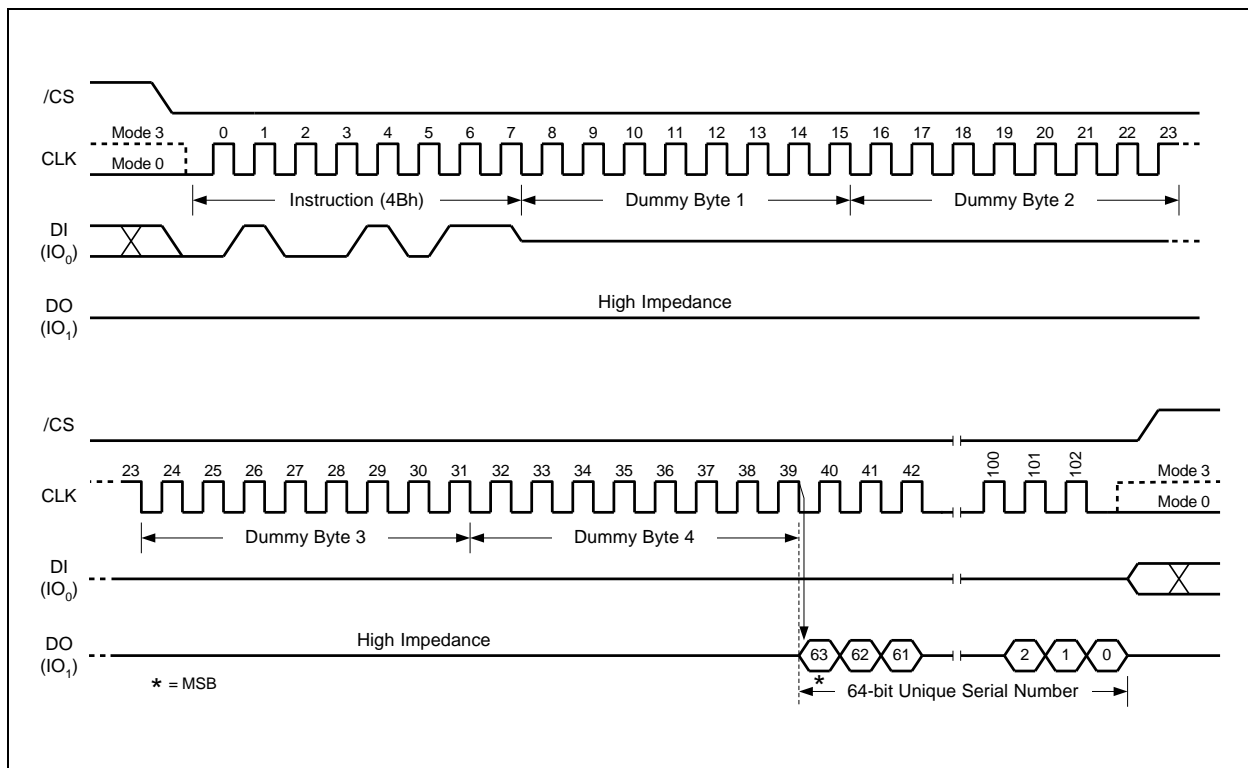 /CS
Mode 3
0 1 2 3 4 5 6 7 8 9 10 11 12 13 14 15 16 17 18 19 20 21 22 23
CLK
Mode 0
Instruction (4Bh) Dummy Byte 1 Dummy Byte 2
DI
(IO0)
High Impedance
DO
(IO1)
/CS
23 24 25 26 27 28 29 30 31 32 33 34 35 36 37 38 39 40 41 42 100 101 102
Mode 3
CLK
Mode 0
Dummy Byte 3 Dummy Byte 4
DI
(IO0)
High Impedance
DO
(IO1)
63 62 61 2 1 0
* = MSB
*
64-bit Unique Serial Number